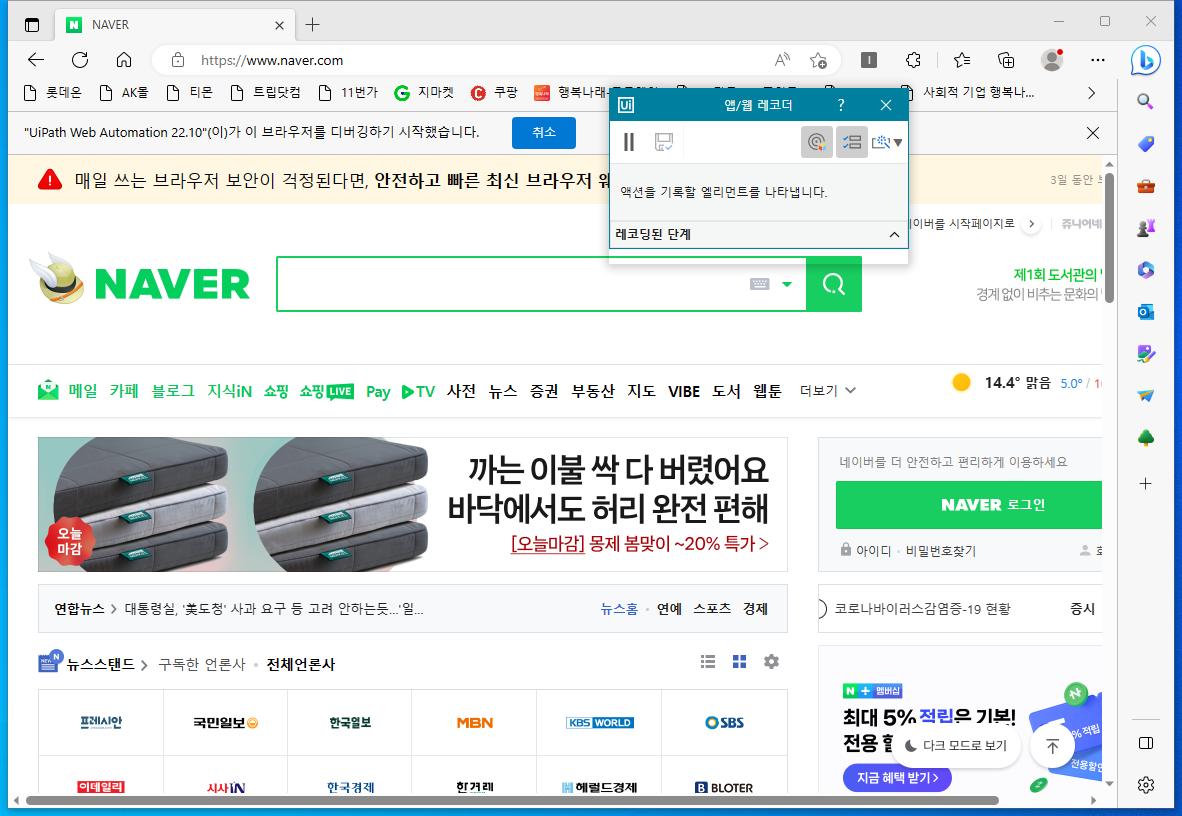 NAVER
https://www.naver.com
롯데온 AK몰 티몬 트립닷컴 11번가 지마켓 쿠팡 행복나래 사회적 기업 행복나...
"UiPath Web Automation 22.10"(이)가 이 브라우저를 디버깅하기 시작했습니다. 취소
Ui 앱/웹 레코더 ?
액션을 기록할 엘리먼트를 나타냅니다.
레코딩된 단계
매일 쓰는 브라우저 보안이 걱정된다면, 안전하고 빠른 최신 브라우저
3일 동안
시작페이지로 쥬니어네
NAVER
제1회 도서관의
경계 없이 비추는 문화의
메일 카페 블로그 지식iN 쇼핑 쇼핑LIVE Pay TV 사전 뉴스 증권 부동산 지도 VIBE 도서 웹툰 더보기
14.4° 맑음 5.0° /
까는 이불 싹 다 버렸어요
바닥에서도 허리 완전 편해
[오늘마감] 몽제 봄맞이 ~20% 특가 >
오늘
마감
네이버를 더 안전하고 편리하게 이용하세요
NAVER 로그인
아이디 · 비밀번호찾기
연합뉴스 > 대통령실, '美도청' 사과 요구 등 고려 안하는듯...'일...
뉴스홈 · 연예 스포츠 경제
코로나바이러스감염증-19 현황 증시
뉴스스탠드 > 구독한 언론사 · 전체언론사
프레시안 국민일보 한국일보 MBN KBS WORLD SBS
이데일리 시사IN 한국경제 한겨레 헤럴드경제 BLOTER
N + 멤버십
최대 5% 적립은 기본!
전용 할
% 적립
전용할인
지금 혜택 받기 >
다크 모드로 보기